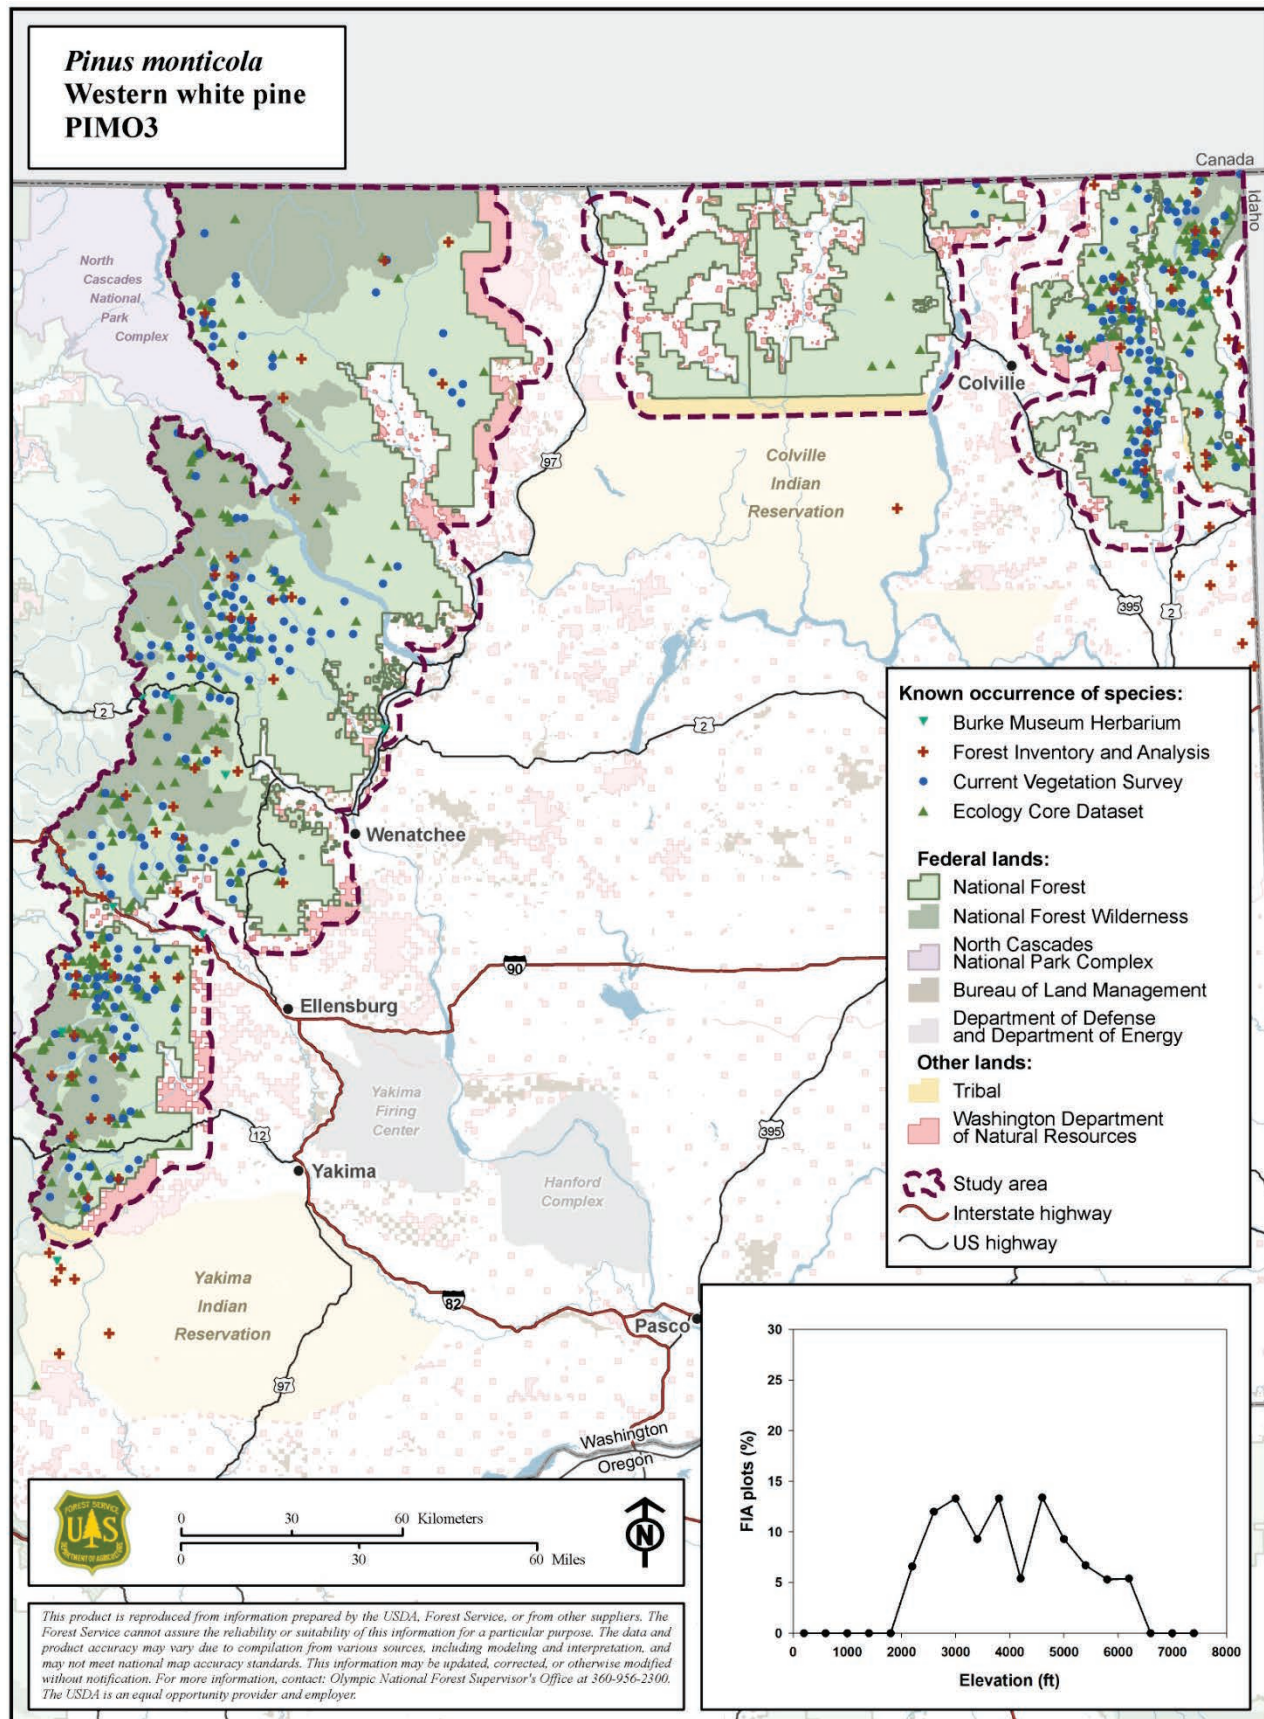 Pinus monticola
Western white pine
PIMO3
Canada
Idaho
North
Cascades
National
Park
Complex
97
Colville
Colville
Indian
Reservation
395
2
2
2
Wenatchee
90
Ellensburg
Yakima
Firing
Center
Hanford
Complex
395
12
Yakima
Yakima
Indian
Reservation
82
Pasco
97
Washington
Oregon
Known occurrence of species:
Burke Museum Herbarium
Forest Inventory and Analysis
Current Vegetation Survey
Ecology Core Dataset
Federal lands:
National Forest
National Forest Wilderness
North Cascades
National Park Complex
Bureau of Land Management
Department of Defense
and Department of Energy
Other lands:
Tribal
Washington Department
of Natural Resources
Study area
Interstate highway
US highway
FOREST SERVICE
U S
DEPARTMENT OF AGRICULTURE
0 30 60 Kilometers
0 30 60 Miles
N
This product is reproduced from information prepared by the USDA, Forest Service, or from other suppliers. The
Forest Service cannot assure the reliability or suitability of this information for a particular purpose. The data and
product accuracy may vary due to compilation from various sources, including modeling and interpretation, and
may not meet national map accuracy standards. This information may be updated, corrected, or otherwise modified
without notification. For more information, contact: Olympic National Forest Supervisor's Office at 360-956-2300.
The USDA is an equal opportunity provider and employer.
FIA plots (%)
30
25
20
15
10
5
0
0 1000 2000 3000 4000 5000 6000 7000 8000
Elevation (ft)